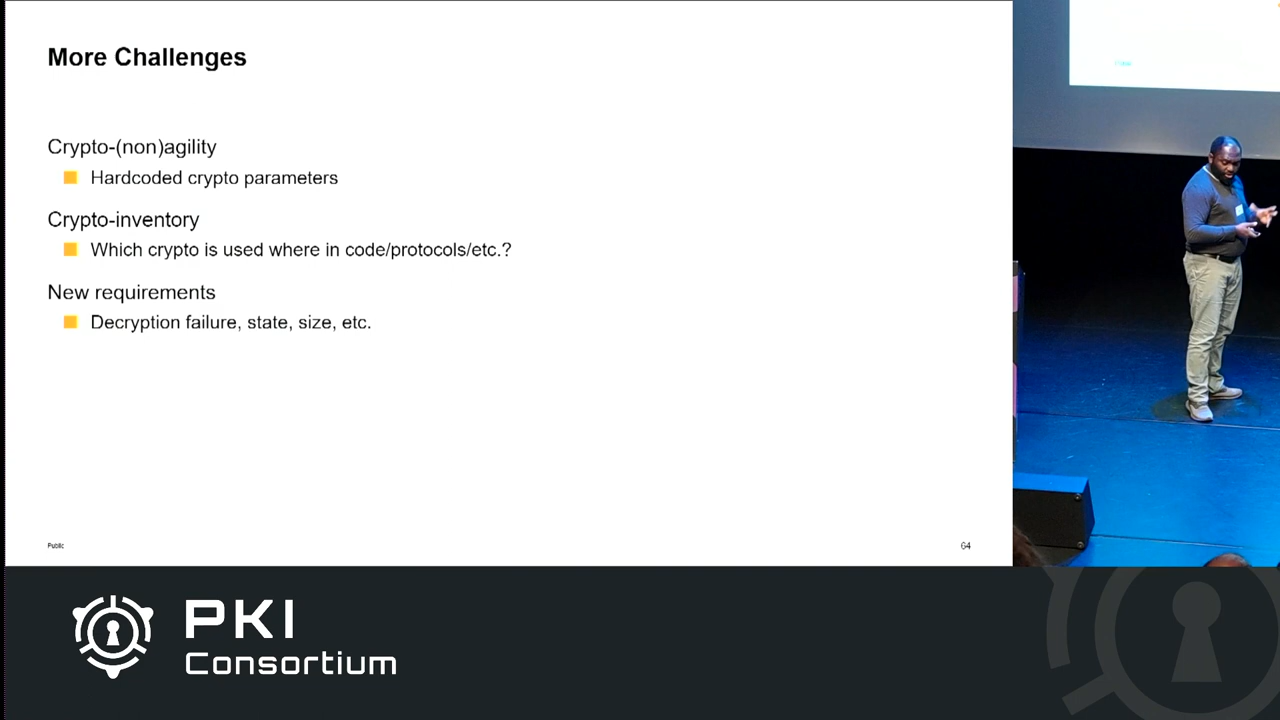 More Challenges
Crypto-(non)agility
Hardcoded crypto parameters
Crypto-inventory
Which crypto is used where in code/protocols/etc.?
New requirements
Decryption failure, state, size, etc.
Public
64
PKI
Consortium